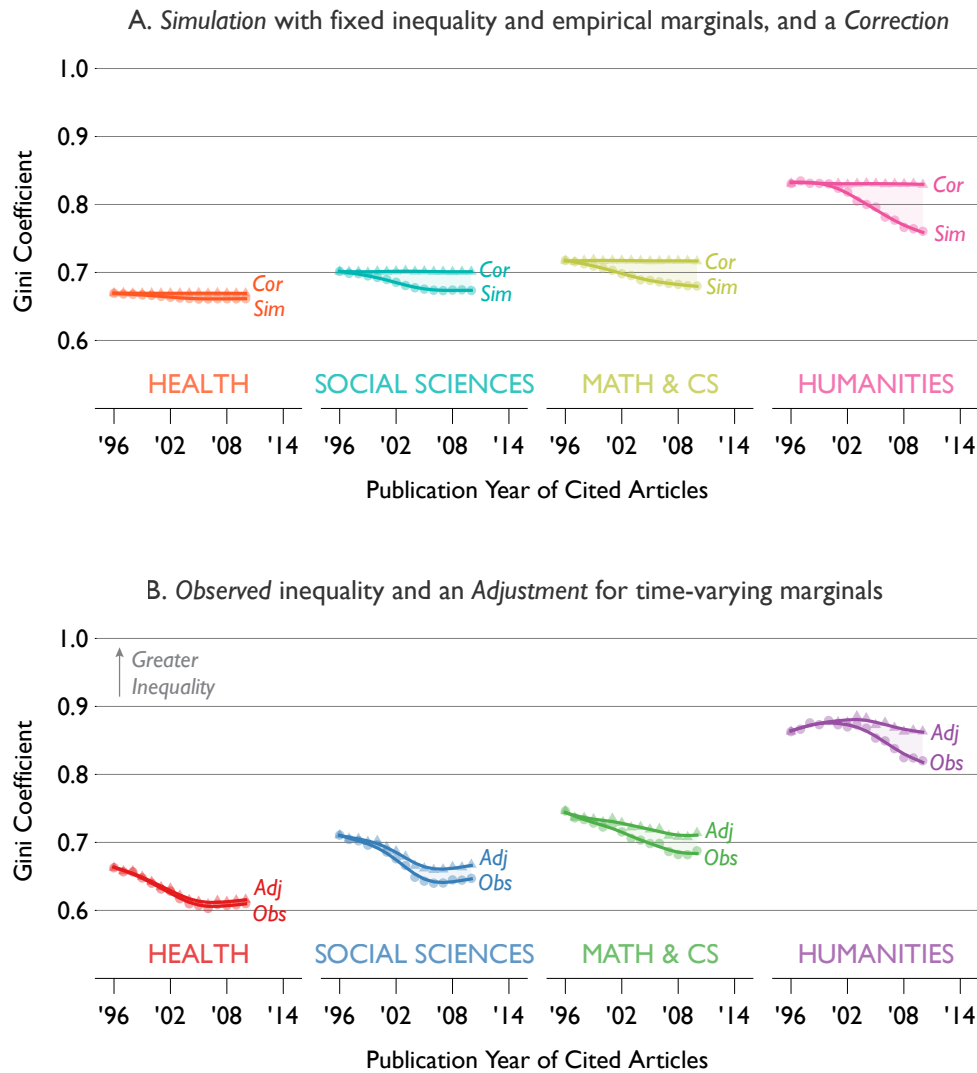 A. Simulation with fixed inequality and empirical marginals, and a Correction
1.0
0.9
0.8
0.7
0.6
Gini Coefficient
Cor
Sim
Cor
Sim
Cor
Sim
Cor
Sim
HEALTH SOCIAL SCIENCES MATH & CS HUMANITIES
'96 '02 '08 '14 '96 '02 '08 '14 '96 '02 '08 '14 '96 '02 '08 '14
Publication Year of Cited Articles
B. Observed inequality and an Adjustment for time-varying marginals
1.0
0.9
0.8
0.7
0.6
Gini Coefficient
Greater
Inequality
Adj
Obs
Adj
Obs
Adj
Obs
Adj
Obs
HEALTH SOCIAL SCIENCES MATH & CS HUMANITIES
'96 '02 '08 '14 '96 '02 '08 '14 '96 '02 '08 '14 '96 '02 '08 '14
Publication Year of Cited Articles